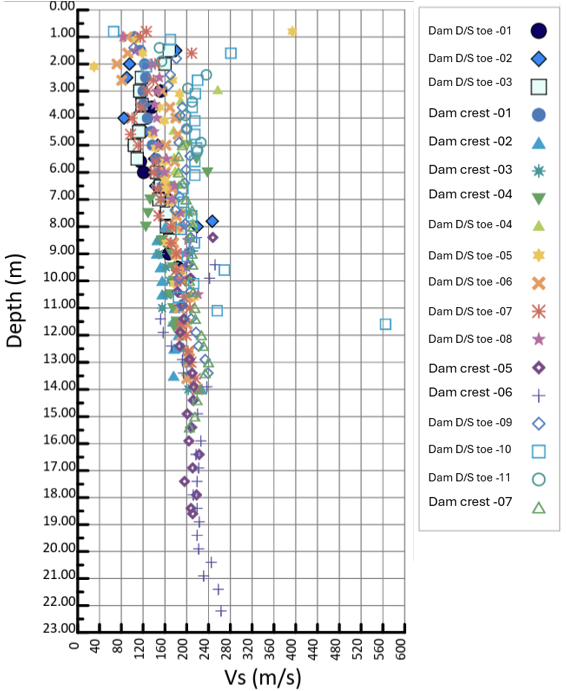 0.00
1.00
2.00
3.00
4.00
5.00
6.00
7.00
8.00
9.00
10.00
11.00
12.00
13.00
14.00
15.00
16.00
17.00
18.00
19.00
20.00
21.00
22.00
23.00
Depth (m)
0
40
80
120
160
200
240
280
320
360
400
440
480
520
560
600
Vs (m/s)
Dam D/S toe -01
Dam D/S toe -02
Dam D/S toe -03
Dam crest -01
Dam crest -02
Dam crest -03
Dam crest -04
Dam D/S toe -04
Dam D/S toe -05
Dam D/S toe -06
Dam D/S toe -07
Dam D/S toe -08
Dam crest -05
Dam crest -06
Dam D/S toe -09
Dam D/S toe -10
Dam D/S toe -11
Dam crest -07